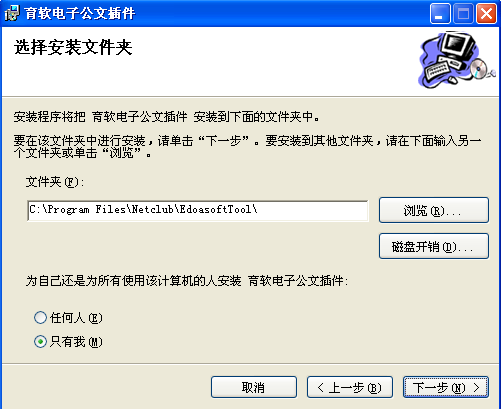 育软电子公文插件
选择安装文件夹
安装程序将把 育软电子公文插件 安装到下面的文件夹中。
要在该文件夹中进行安装，请单击“下一步”。要安装到其他文件夹，请在下面输入另一
个文件夹或单击“浏览”。
文件夹(F):
C:\Program Files\Netclub\EdoasoftTool\
浏览(R)...
磁盘开销(D)...
为自己还是为所有使用该计算机的人安装 育软电子公文插件:
任何人(E)
只有我(M)
取消
< 上一步(B)
下一步(N) >